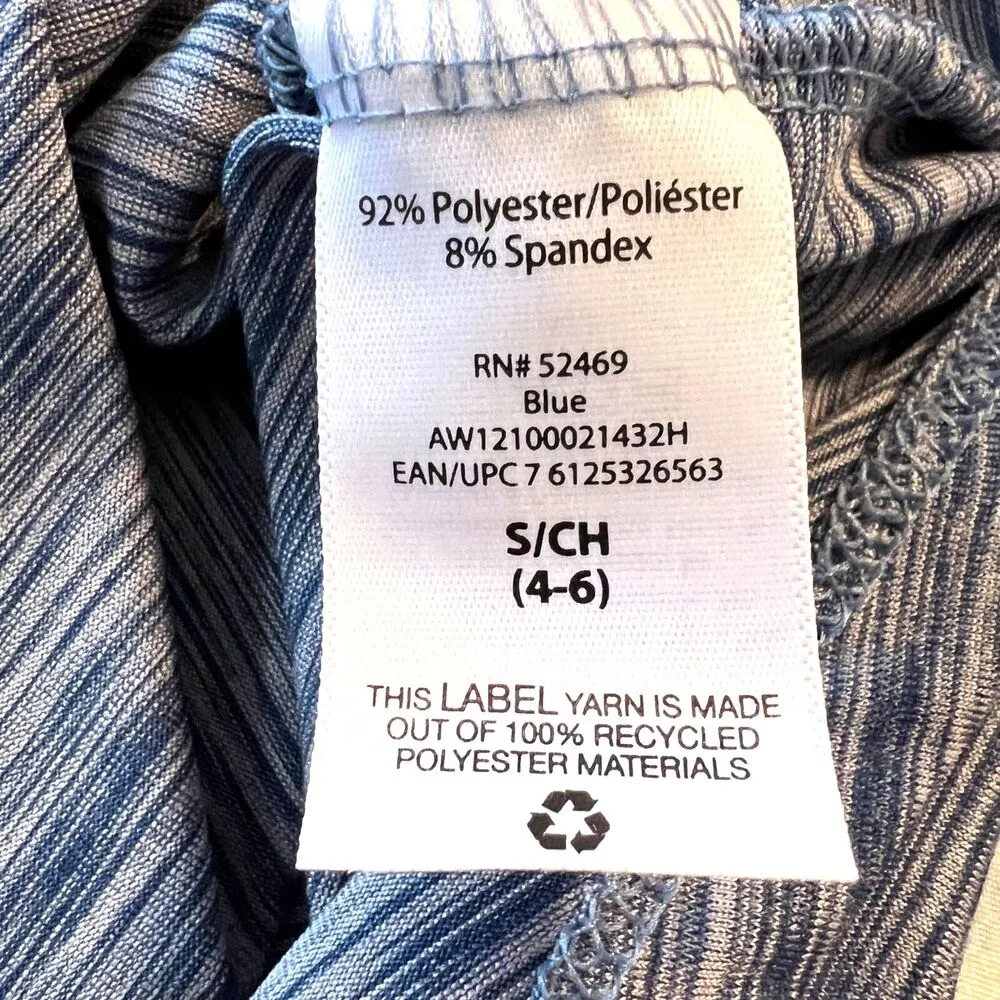 92% Polyester/Poliéster
8% Spandex
RN# 52469
Blue
AW12100021432H
EAN/UPC 7 6125326563
S/CH
(4-6)
THIS LABEL YARN IS MADE
OUT OF 100% RECYCLED
POLYESTER MATERIALS